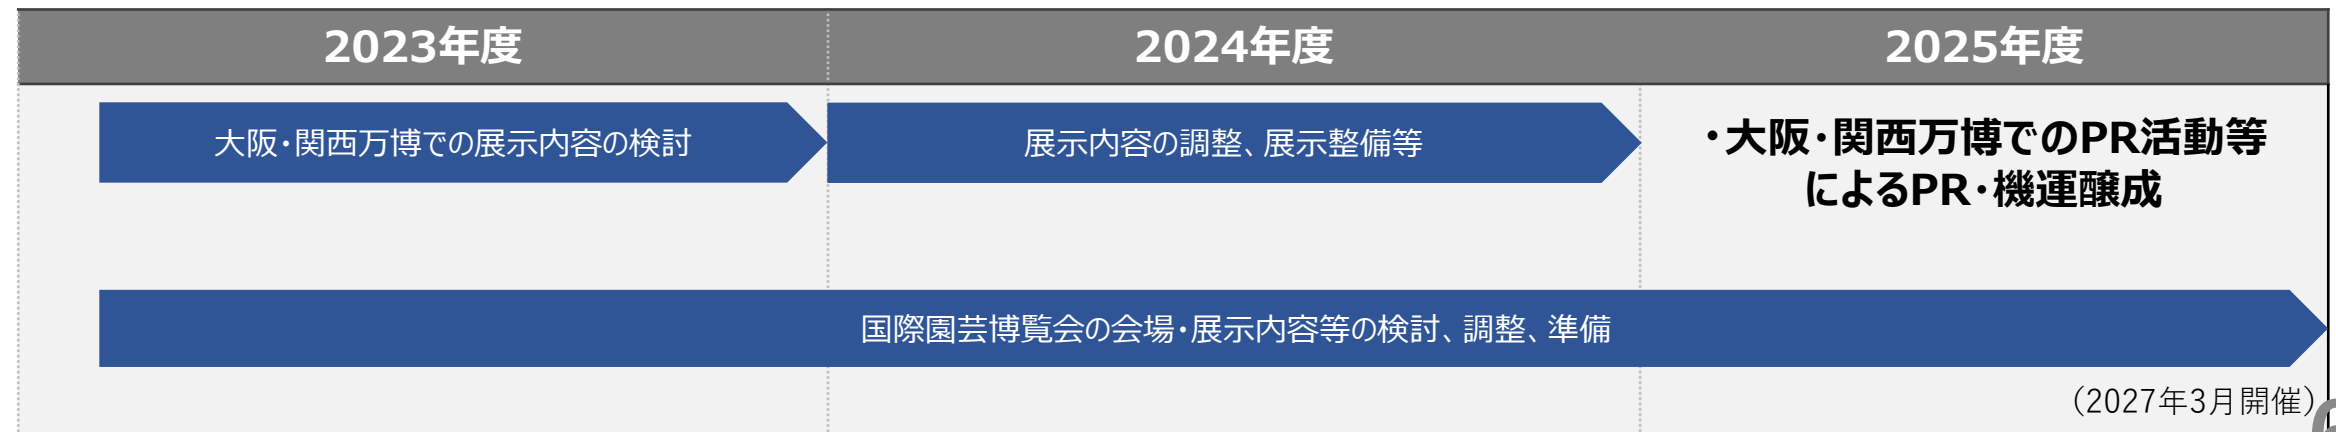 2023年度 2024年度 2025年度
大阪・関西万博での展示内容の検討
展示内容の調整、展示整備等
・大阪・関西万博でのPR活動等
によるPR・機運醸成
国際園芸博覧会の会場・展示内容等の検討、調整、準備
（2027年3月開催）